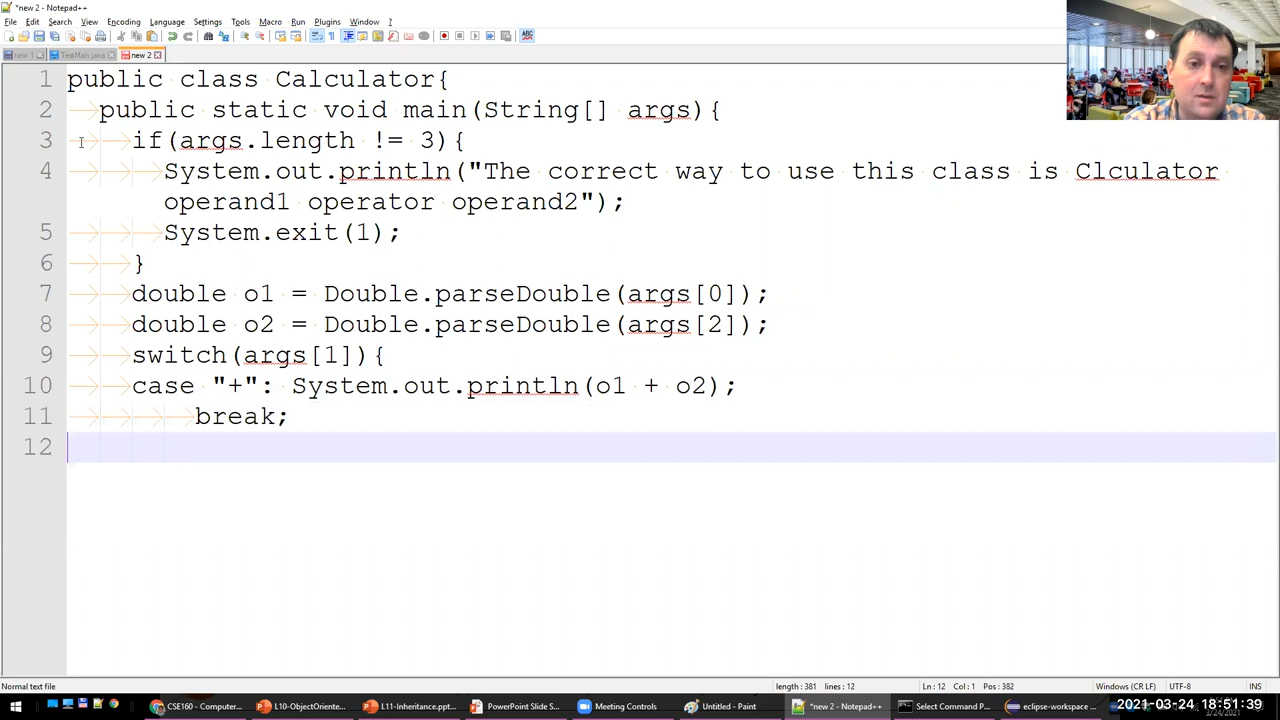 *new 2 - Notepad++
File Edit Search View Encoding Language Settings Tools Macro Run Plugins Window ?
new 1 TestMain.java new 2
1 public class Calculator{
2 public static void main(String[] args){
3 if(args.length != 3){
4 System.out.println("The correct way to use this class is Clculator
operand1 operator operand2");
5 System.exit(1);
6 }
7 double o1 = Double.parseDouble(args[0]);
8 double o2 = Double.parseDouble(args[2]);
9 switch(args[1]){
10 case "+": System.out.println(o1 + o2);
11 break;
12
Normal text file length : 381 lines : 12 Ln : 12 Col : 1 Pos : 382 Windows (CR LF) UTF-8 INS
CSE160 - Computer... L10-ObjectOriente... L11-Inheritance.ppt... PowerPoint Slide S... Meeting Controls Untitled - Paint *new 2 - Notepad++ Select Command P... eclipse-workspace 2021-03-24 18:51:39